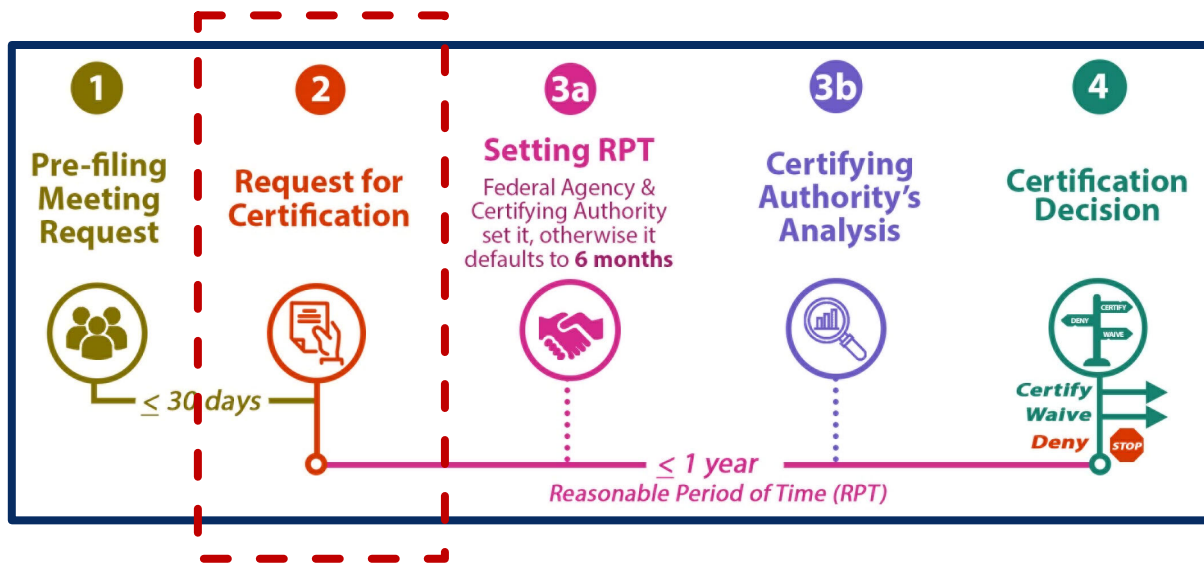 1
Pre-filing
Meeting
Request
≤ 30 days
2
Request for
Certification
3a
Setting RPT
Federal Agency &
Certifying Authority
set it, otherwise it
defaults to 6 months
3b
Certifying
Authority's
Analysis
4
Certification
Decision
CERTIFY
DENY
WAIVE
Certify
Waive
Deny
STOP
≤ 1 year
Reasonable Period of Time (RPT)